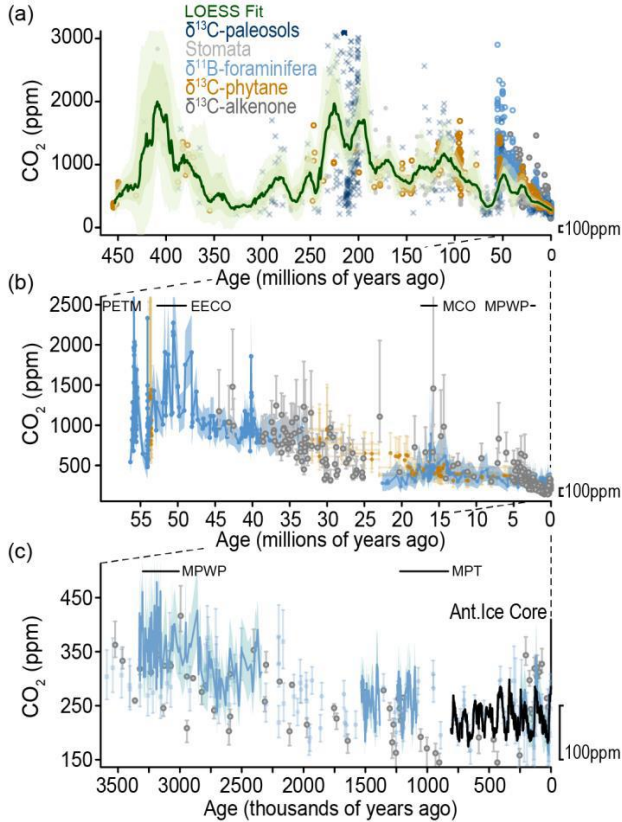 (a)
LOESS Fit
δ¹³C-paleosols
Stomata
δ¹¹B-foraminifera
δ¹³C-phytane
δ¹³C-alkenone
CO₂ (ppm)
3000
2000
1000
0
100ppm
450 400 350 300 250 200 150 100 50 0
Age (millions of years ago)
(b)
PETM EECO MCO MPWP
CO₂ (ppm)
2500
2000
1500
1000
500
100ppm
55 50 45 40 35 30 25 20 15 10 5 0
Age (millions of years ago)
(c)
MPWP MPT
Ant.Ice Core
CO₂ (ppm)
450
350
250
150
100ppm
3500 3000 2500 2000 1500 1000 500 0
Age (thousands of years ago)